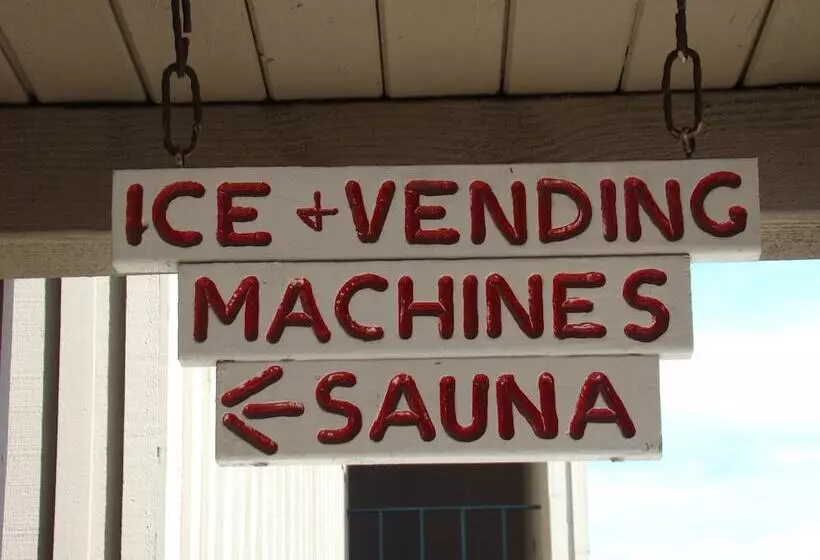 ICE + VENDING
MACHINES
← SAUNA